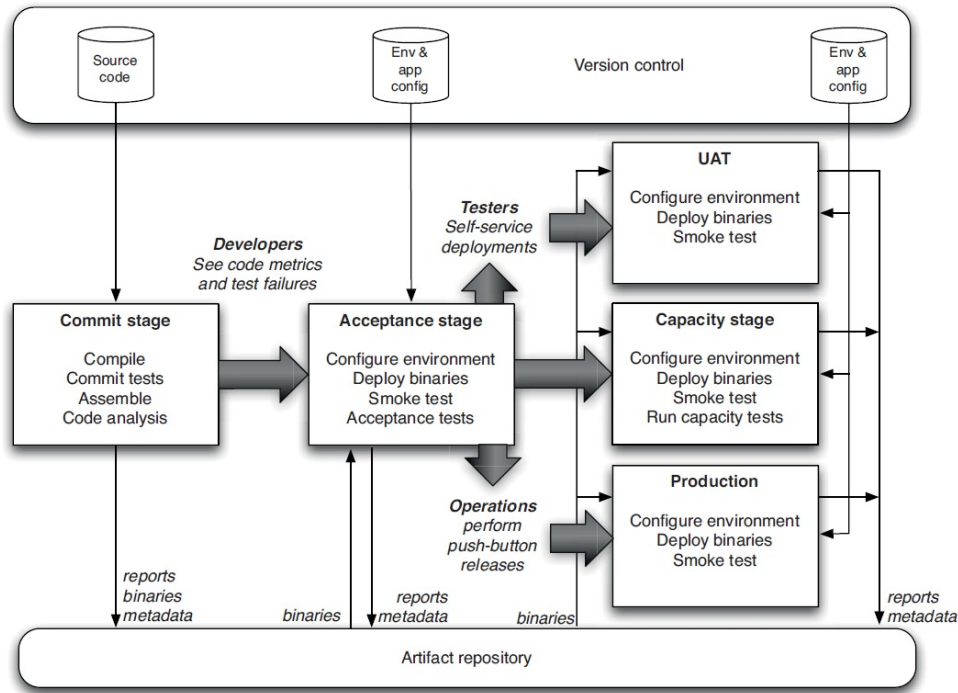 Source
code
Env &
app
config
Version control
Env &
app
config
UAT
Configure environment
Deploy binaries
Smoke test
Testers
Self-service
deployments
Developers
See code metrics
and test failures
Commit stage
Compile
Commit tests
Assemble
Code analysis
Acceptance stage
Configure environment
Deploy binaries
Smoke test
Acceptance tests
Capacity stage
Configure environment
Deploy binaries
Smoke test
Run capacity tests
Operations
perform
push-button
releases
Production
Configure environment
Deploy binaries
Smoke test
reports
binaries
metadata
binaries
reports
metadata
binaries
reports
metadata
Artifact repository